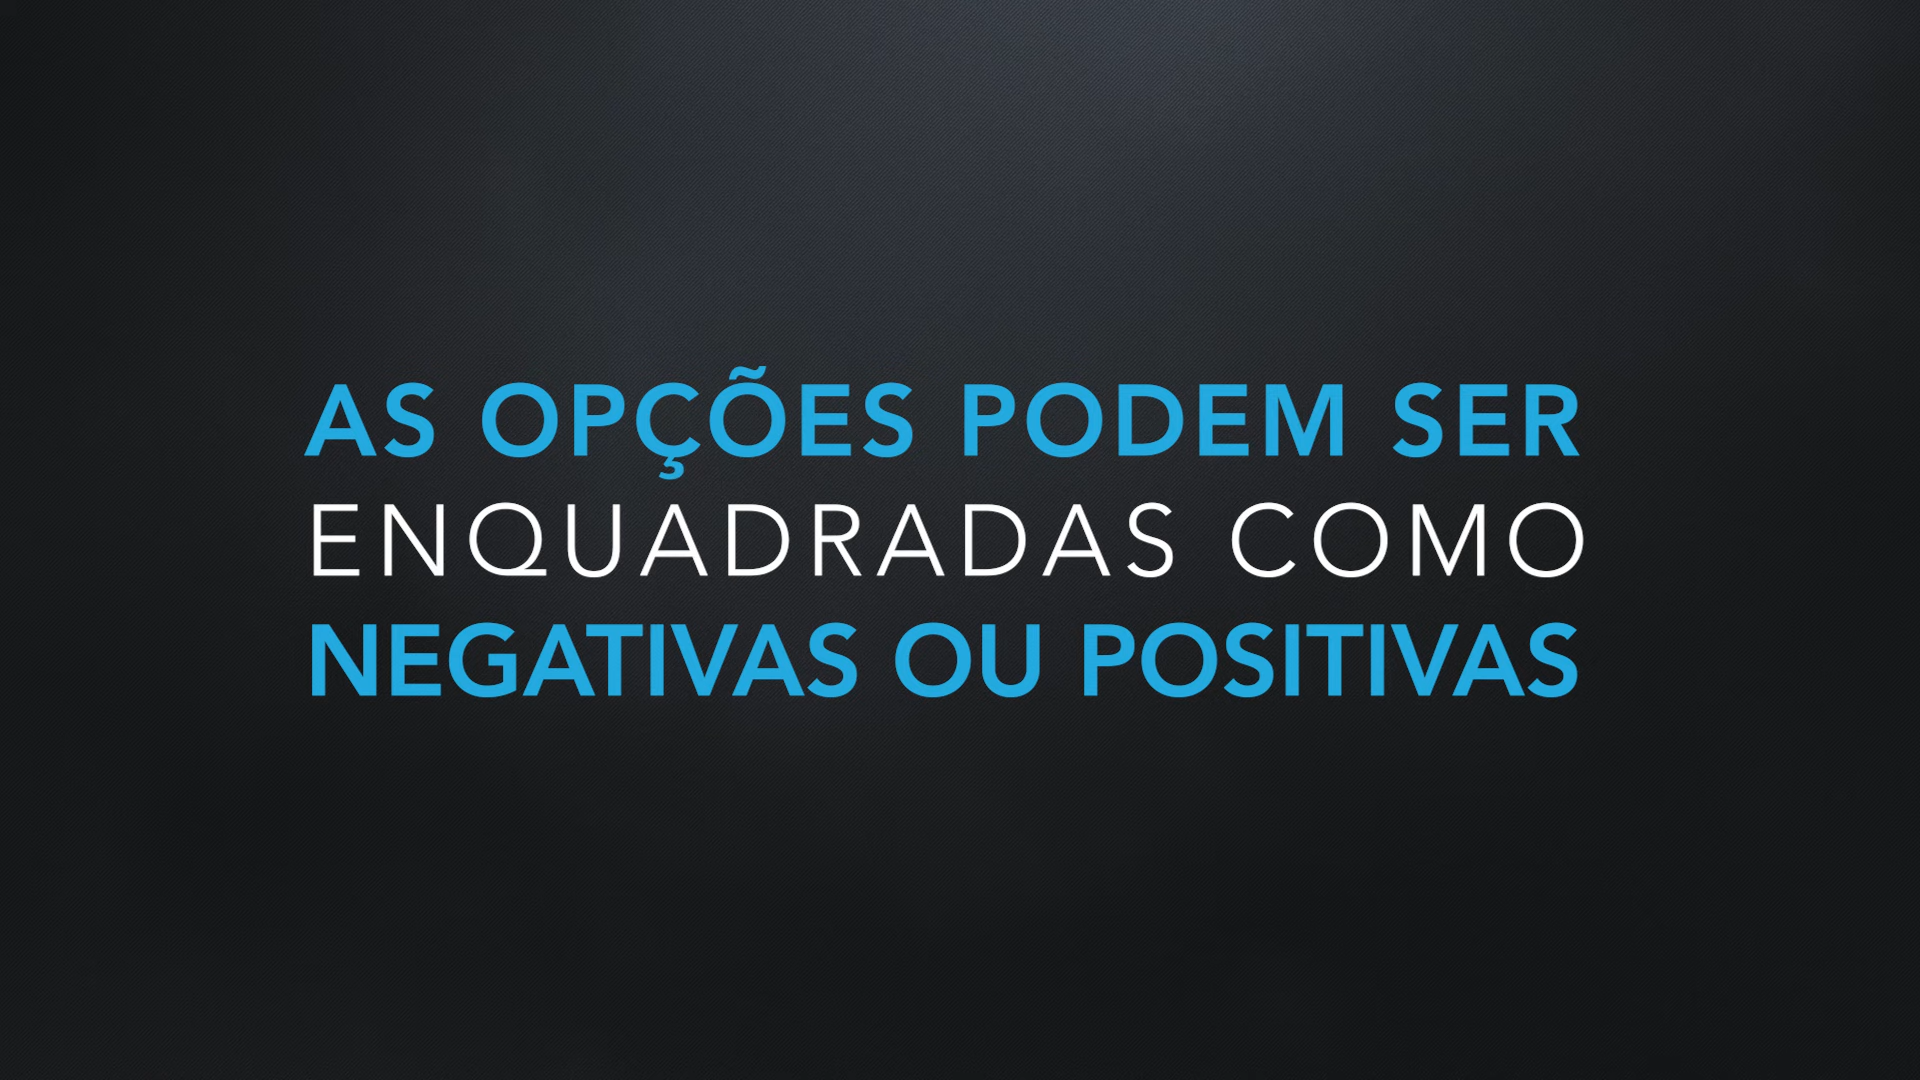 AS OPÇÕES PODEM SER
ENQUADRADAS COMO
NEGATIVAS OU POSITIVAS